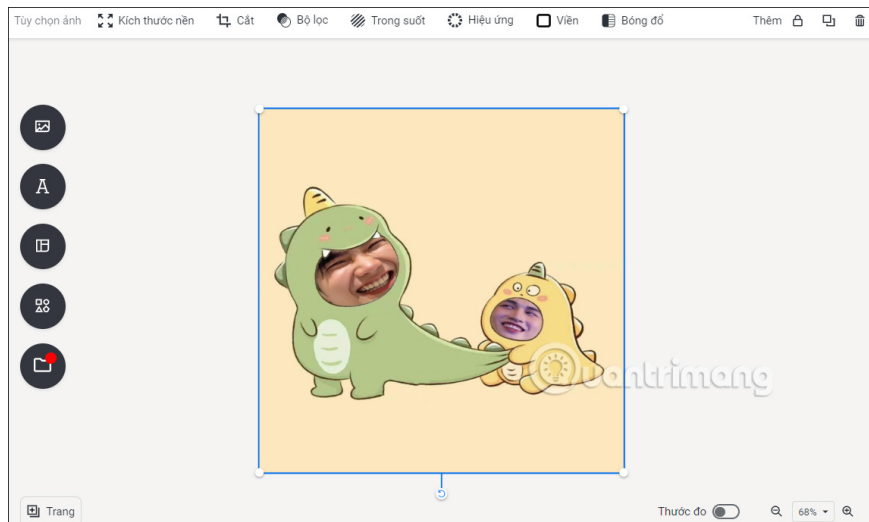 Tùy chọn ảnh Kích thước nền Cắt Bộ lọc Trong suốt Hiệu ứng Viền Bóng đổ Thêm
A
uantrimang
Trang Thước đo 68%